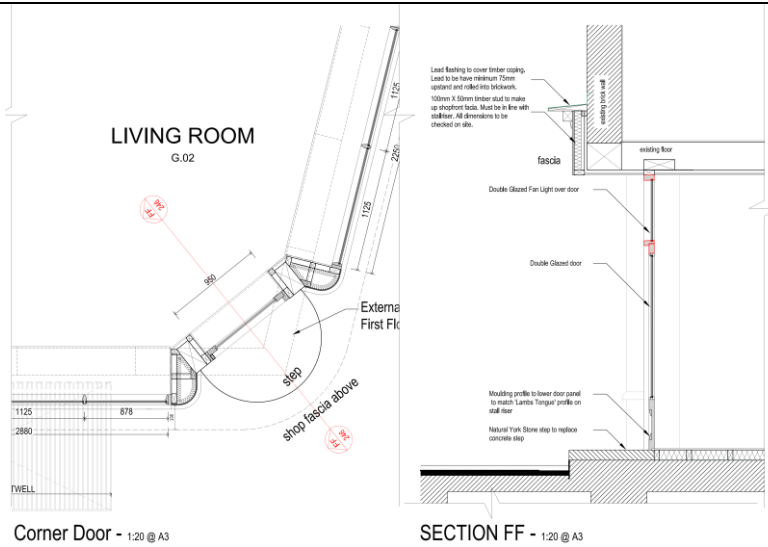 LIVING ROOM
G.02
FF
246
950
1125
2250
1125
Externa
First Flo
step
shop fascia above
FF
246
1125
878
2880
TWELL
Corner Door - 1:20 @ A3
Lead flashing to cover timber coping.
Lead to be have minimum 75mm
upstand and rolled into brickwork.
100mm X 50mm timber stud to make
up shopfront facia. Must be in line with
stallriser. All dimensions to be
checked on site.
existing brick wall
fascia
existing floor
Double Glazed Fan Light over door
Double Glazed door
Moulding profile to lower door panel
to match 'Lambs Tongue' profile on
stall riser
Natural York Stone step to replace
concrete step
SECTION FF - 1:20 @ A3